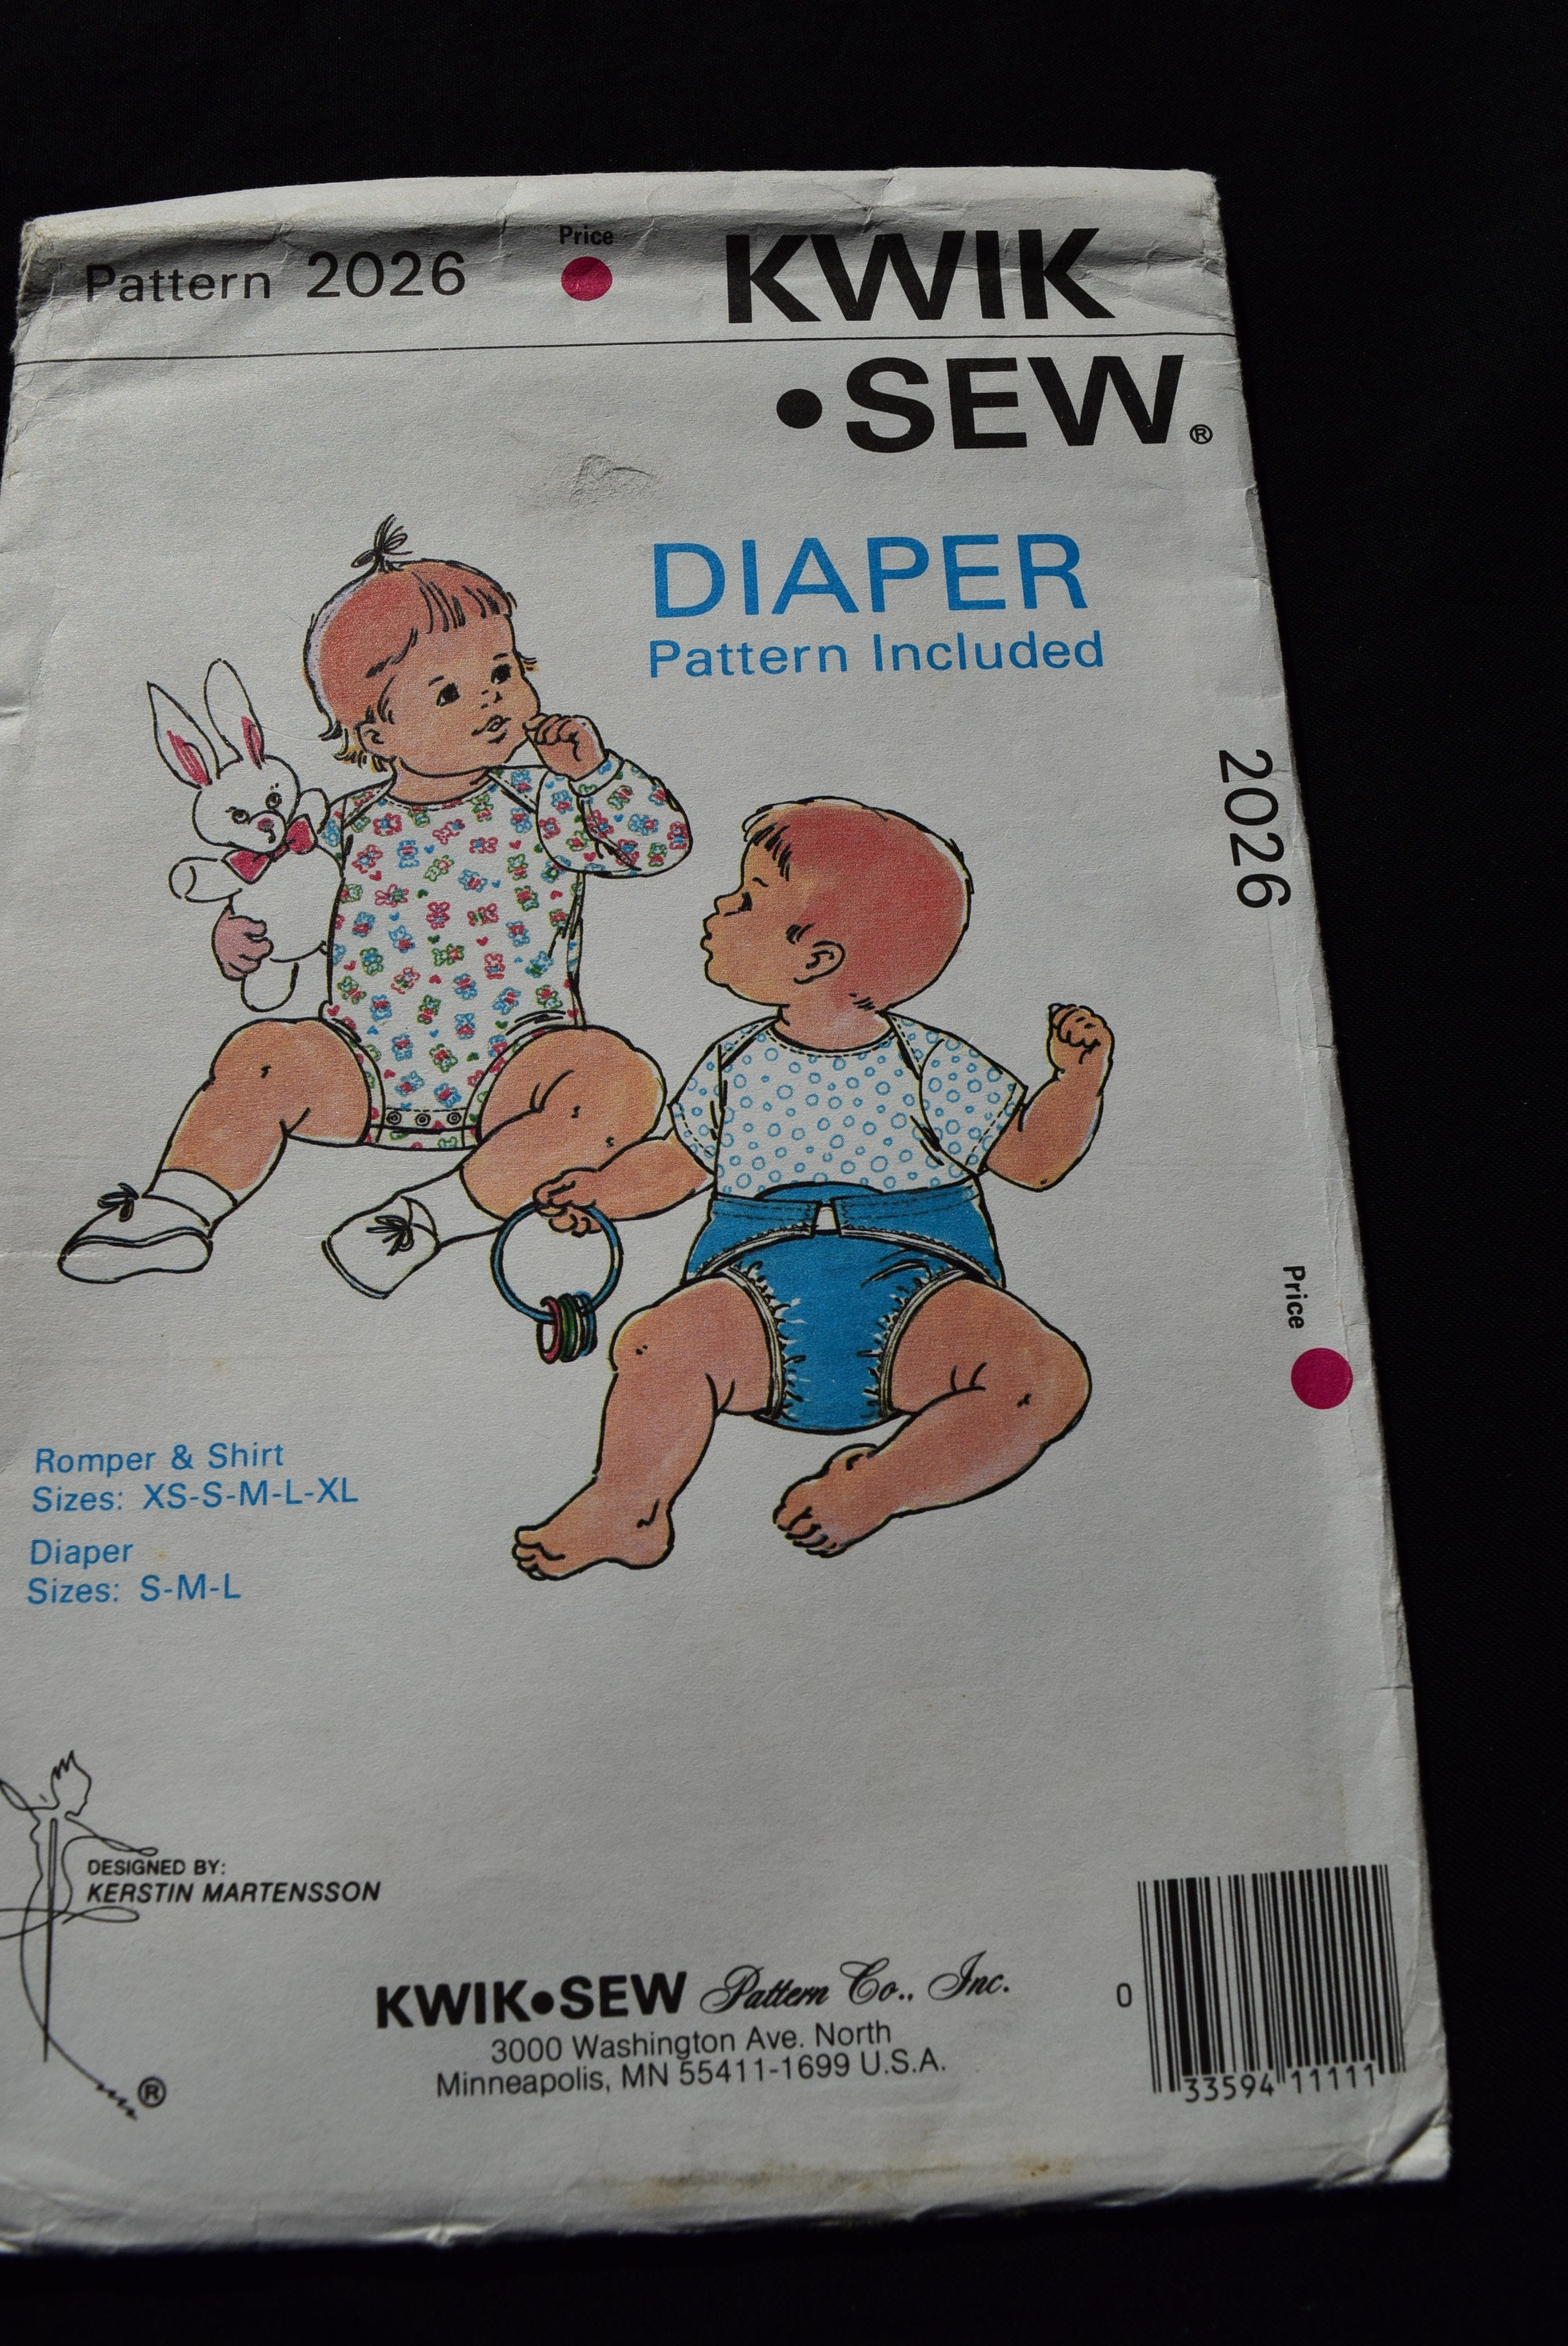 Pattern 2026
Price
KWIK
•SEW®
DIAPER
Pattern Included
2026
Price
Romper & Shirt
Sizes: XS-S-M-L-XL
Diaper
Sizes: S-M-L
DESIGNED BY:
KERSTIN MARTENSSON
®
KWIK•SEW Pattern Co., Inc.
3000 Washington Ave. North
Minneapolis, MN 55411-1699 U.S.A.
0 33594 11111